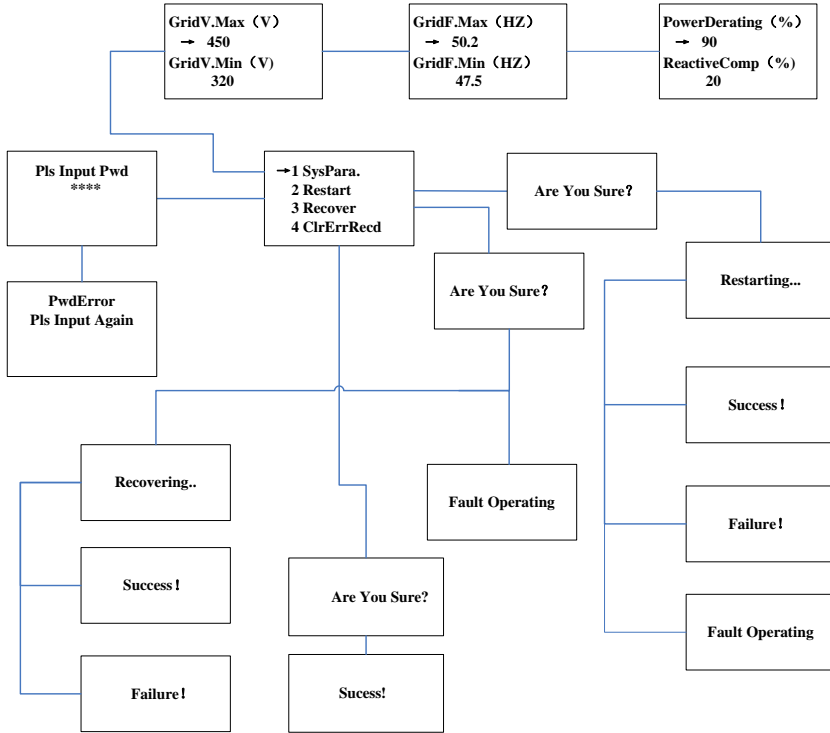 GridV.Max（V）
→ 450
GridV.Min（V）
320
GridF.Max（HZ）
→ 50.2
GridF.Min（HZ）
47.5
PowerDerating（%）
→ 90
ReactiveComp（%）
20
Pls Input Pwd
****
→1 SysPara.
2 Restart
3 Recover
4 ClrErrRecd
Are You Sure?
Are You Sure?
Restarting...
PwdError
Pls Input Again
Success!
Recovering..
Fault Operating
Failure!
Success!
Are You Sure?
Fault Operating
Failure!
Sucess!